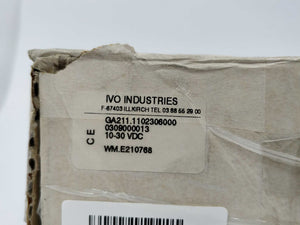 IVO INDUSTRIES
F-67403 ILLKIRCH TEL 03 88 55 29 00
GA211.1102306000
0309000013
CE 10-30 VDC
WM.E210768